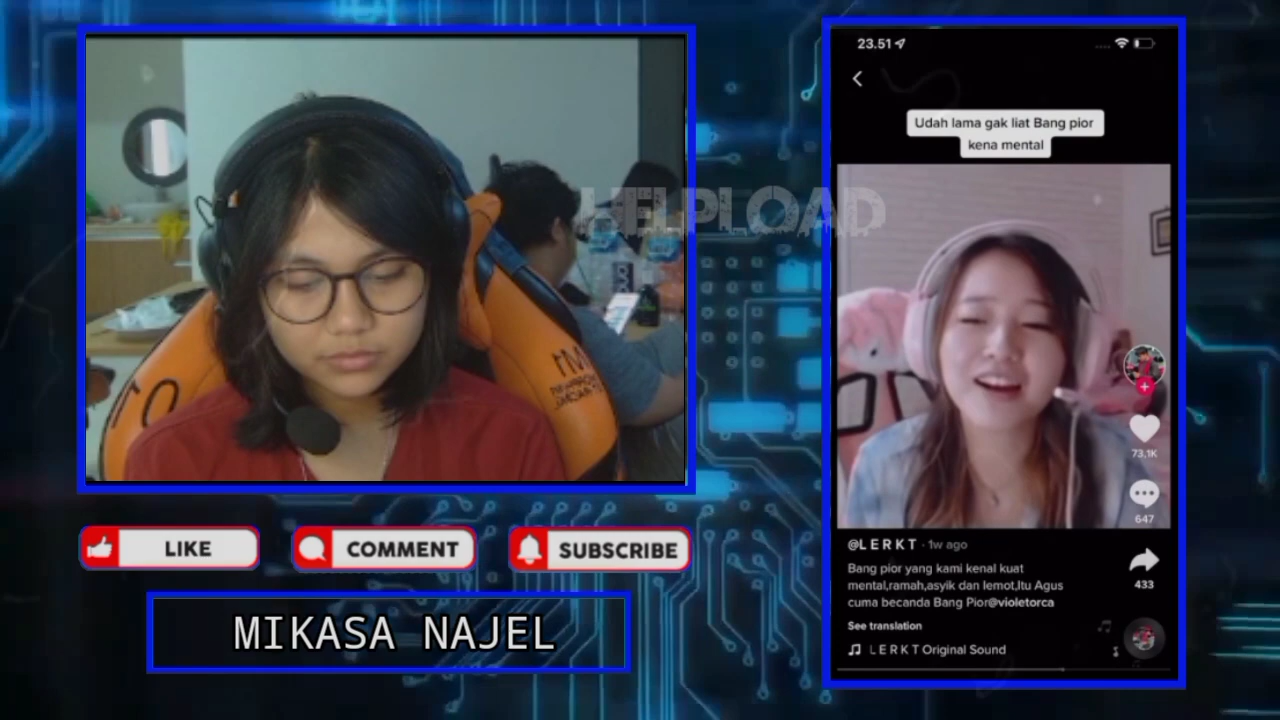 HELPLOAD
LIKE
COMMENT
SUBSCRIBE
MIKASA NAJEL
23.51
Udah lama gak liat Bang pior
kena mental
73,1K
647
@L E R K T · 1w ago
Bang pior yang kami kenal kuat
mental,ramah,asyik dan lemot,Itu Agus
cuma becanda Bang Pior@violetorca
433
See translation
L E R K T Original Sound